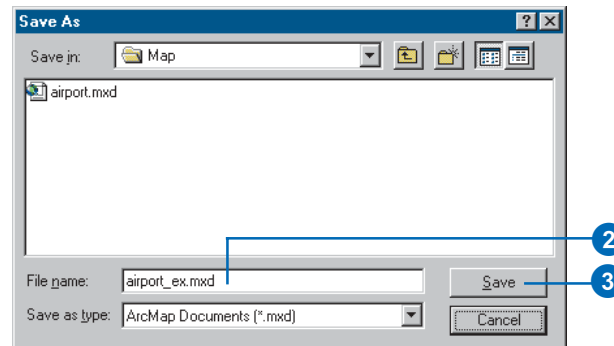 Save As
Save in: Map
airport.mxd
2
File name: airport_ex.mxd Save 3
Save as type: ArcMap Documents (*.mxd) Cancel